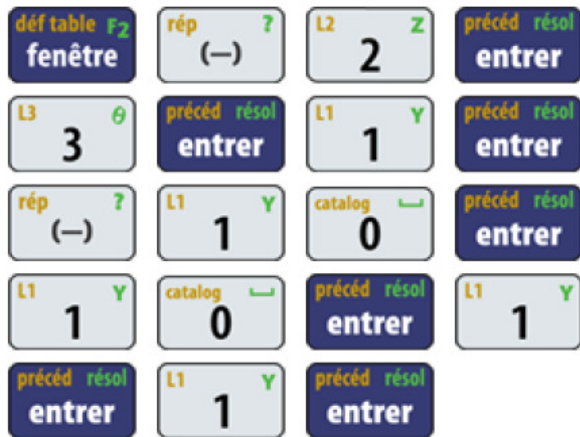 déf table F2 rép ? L2 Z précéd résol
fenêtre (—) 2 entrer
L3 θ précéd résol L1 Y précéd résol
3 entrer 1 entrer
rép ? L1 Y catalog précéd résol
(—) 1 0 entrer
L1 Y catalog précéd résol L1 Y
1 0 entrer 1
précéd résol L1 Y précéd résol
entrer 1 entrer